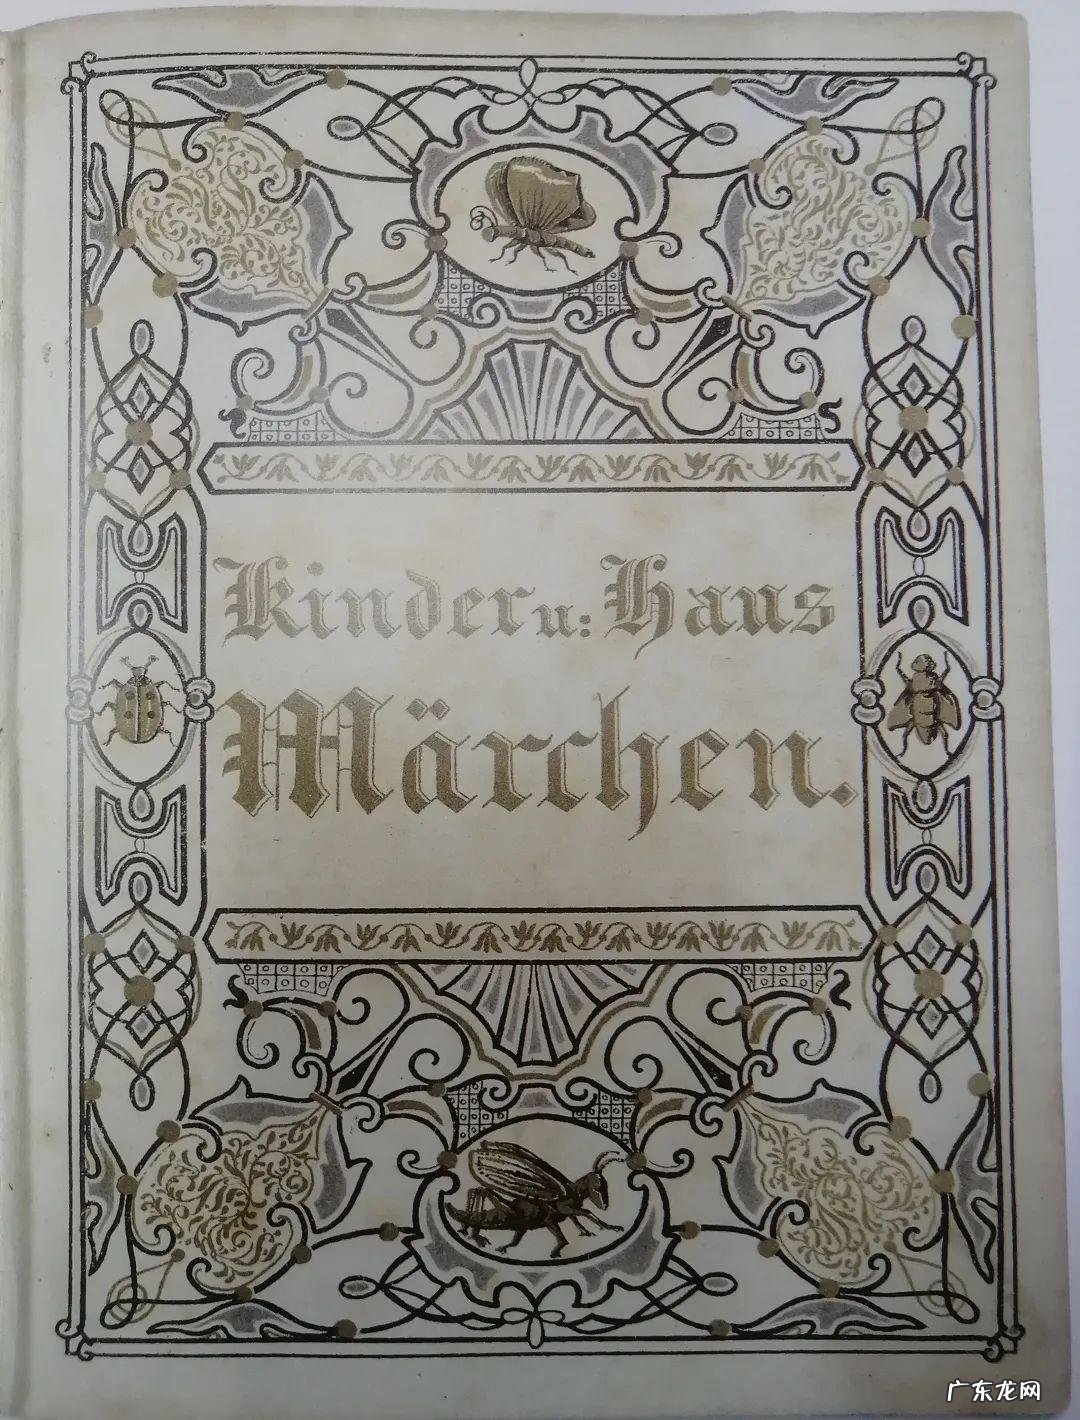 Kinder u: Haus
Märchen.
广东龙网